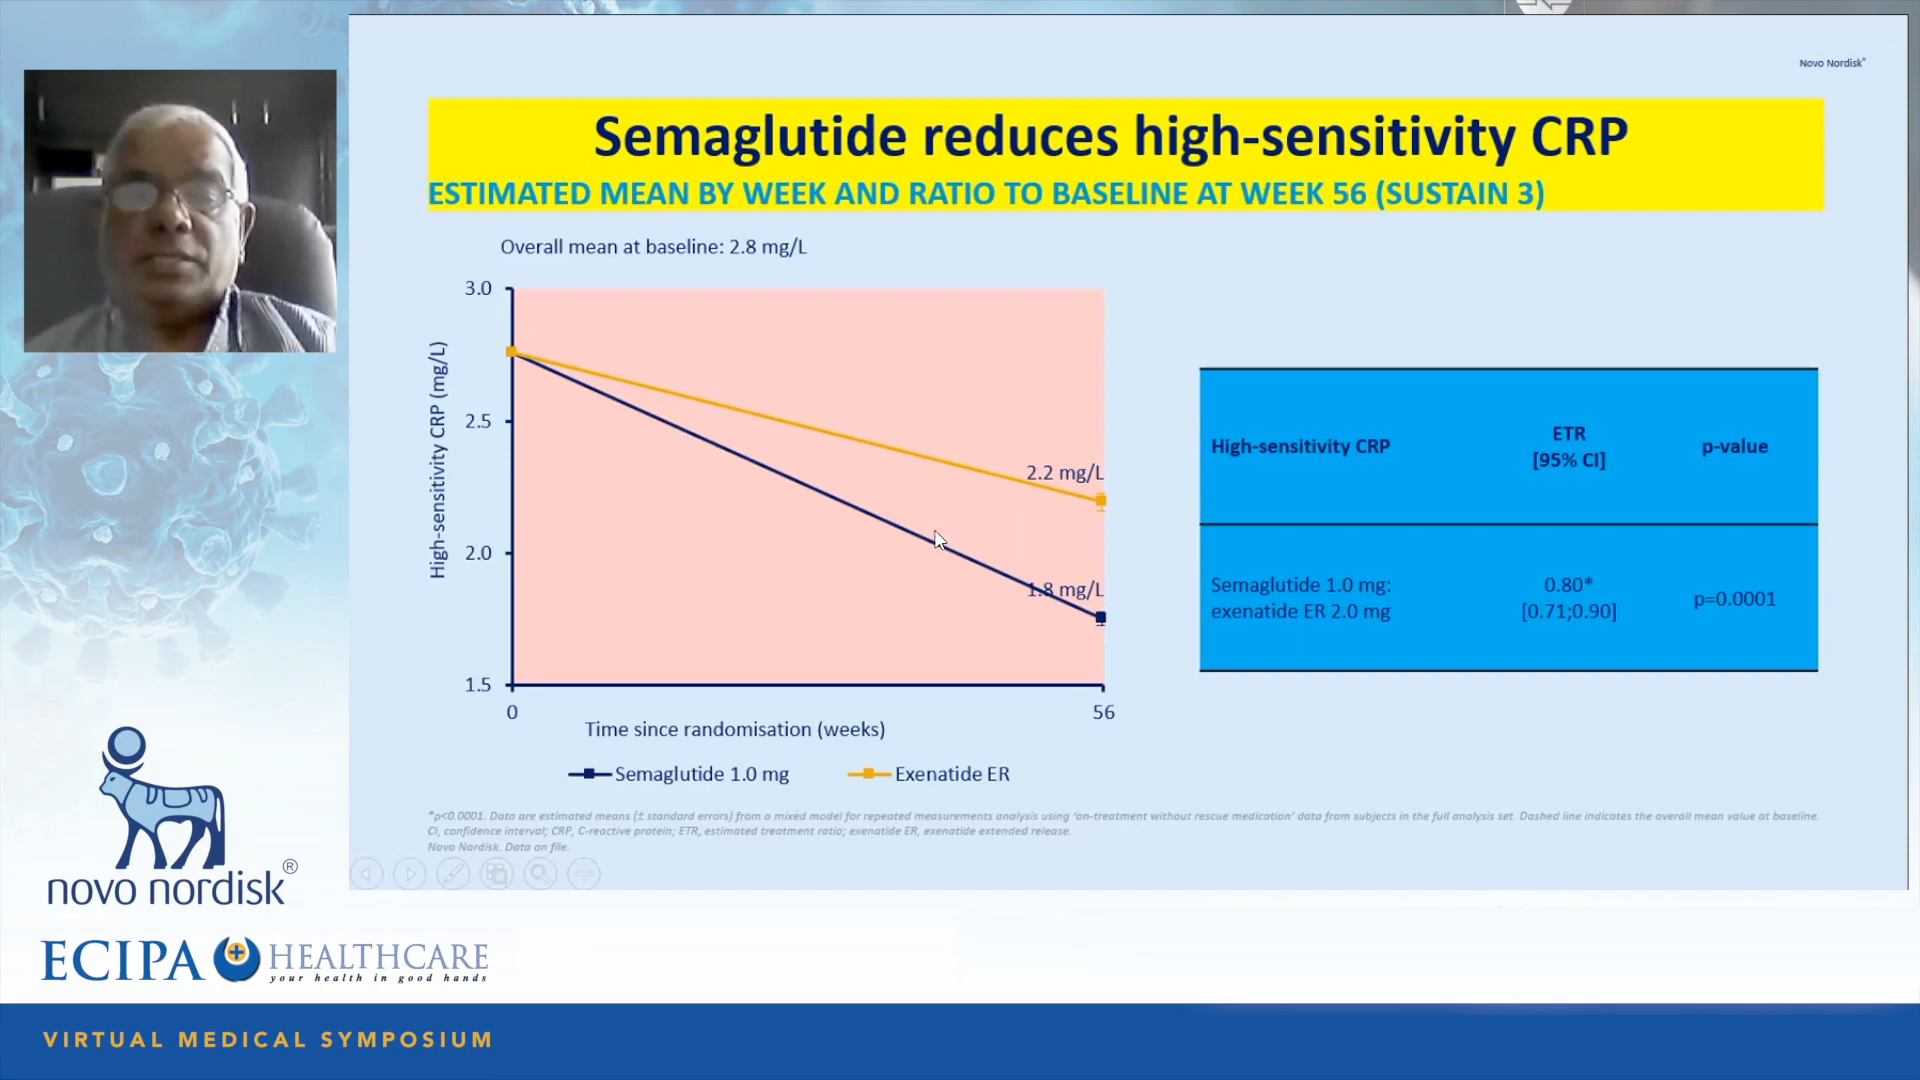 Novo Nordisk®
Semaglutide reduces high-sensitivity CRP
ESTIMATED MEAN BY WEEK AND RATIO TO BASELINE AT WEEK 56 (SUSTAIN 3)
Overall mean at baseline: 2.8 mg/L
High-sensitivity CRP (mg/L)
3.0
2.5
2.0
1.5
2.2 mg/L
1.8 mg/L
0
56
Time since randomisation (weeks)
Semaglutide 1.0 mg
Exenatide ER
High-sensitivity CRP
ETR
[95% CI]
p-value
Semaglutide 1.0 mg:
exenatide ER 2.0 mg
0.80*
[0.71;0.90]
p=0.0001
*p<0.0001. Data are estimated means (± standard errors) from a mixed model for repeated measurements analysis using 'on-treatment without rescue medication' data from subjects in the full analysis set. Dashed line indicates the overall mean value at baseline.
CI, confidence interval; CRP, C-reactive protein; ETR, estimated treatment ratio; exenatide ER, exenatide extended release.
Novo Nordisk. Data on file.
novo nordisk®
ECIPA HEALTHCARE
your health in good hands
VIRTUAL MEDICAL SYMPOSIUM